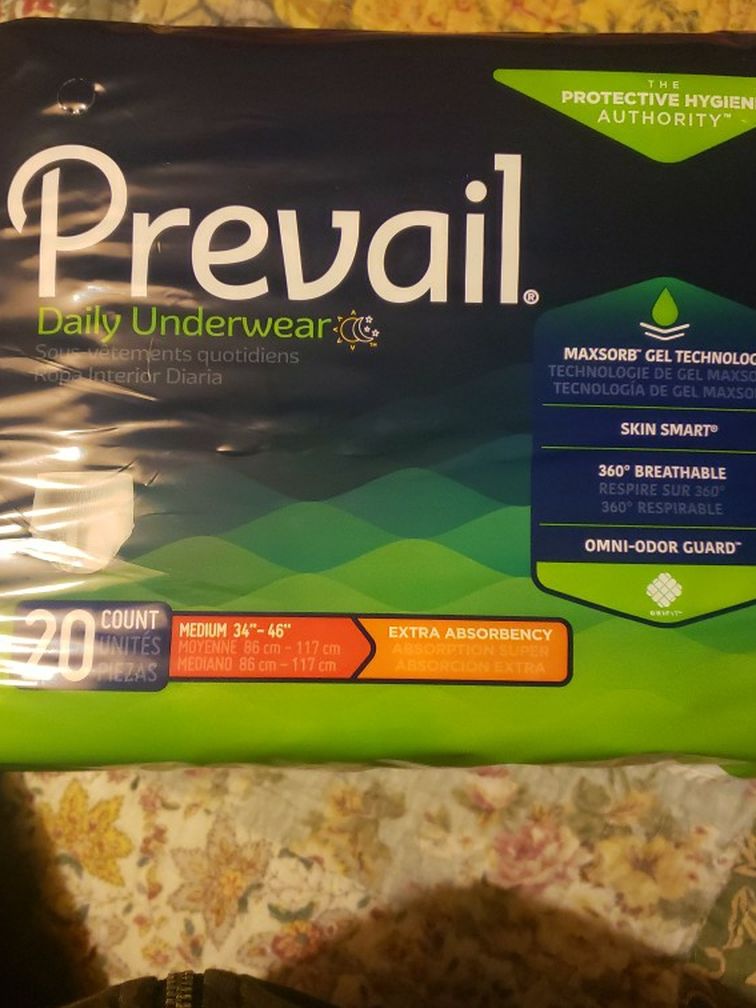 THE
PROTECTIVE HYGIEN
AUTHORITY™
Prevail®
Daily Underwear™
Sous-vêtements quotidiens
Ropa Interior Diaria
MAXSORB™ GEL TECHNOLOG
TECHNOLOGIE DE GEL MAXSO
TECNOLOGÍA DE GEL MAXSO
SKIN SMART®
360° BREATHABLE
RESPIRE SUR 360°
360° RESPIRABLE
OMNI-ODOR GUARD™
20 COUNT
UNITÉS
PIEZAS
MEDIUM 34"- 46"
MOYENNE 86 cm – 117 cm
MEDIANO 86 cm – 117 cm
EXTRA ABSORBENCY
ABSORPTION SUPER
ABSORCIÓN EXTRA